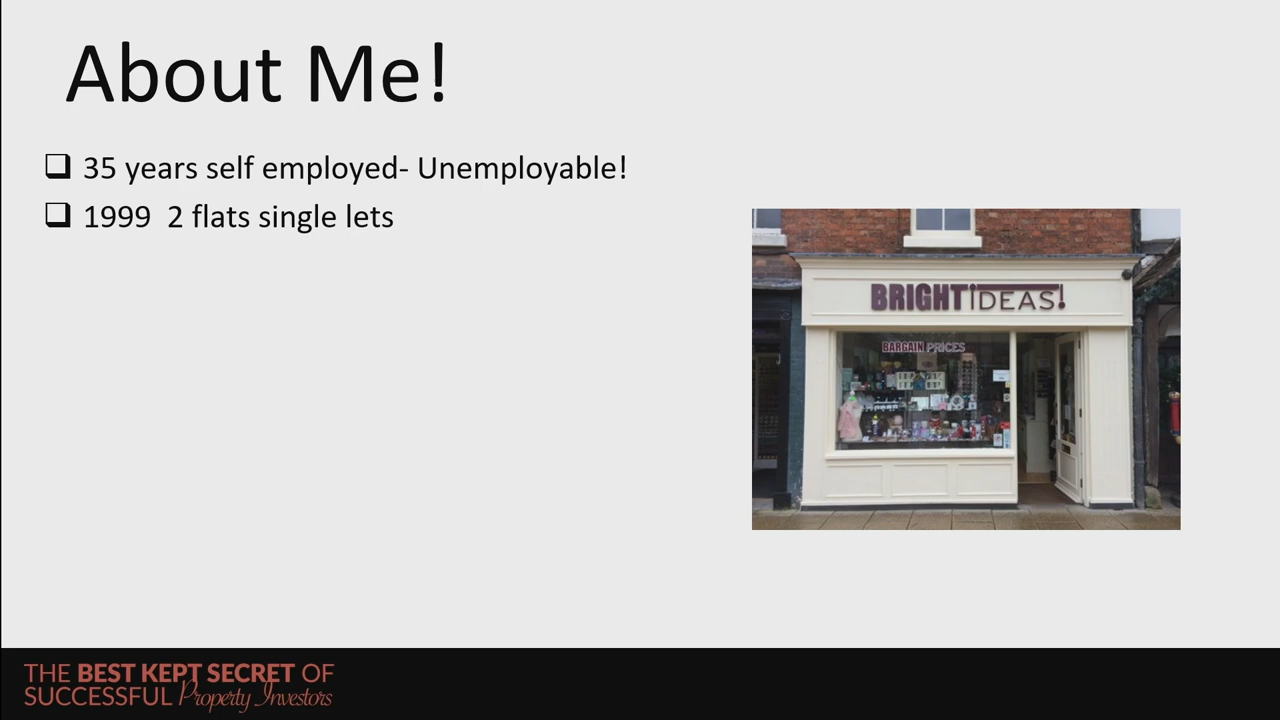 About Me!
35 years self employed- Unemployable!
1999 2 flats single lets
BRIGHT IDEAS!
BARGAIN PRICES
THE BEST KEPT SECRET OF
SUCCESSFUL Property Investors